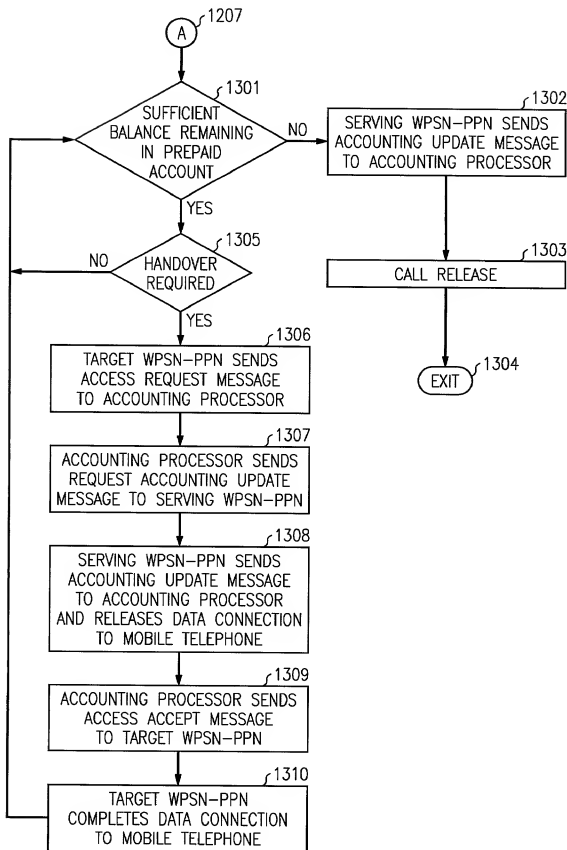 1207
A
1301
SUFFICIENT
BALANCE REMAINING
IN PREPAID
ACCOUNT
NO
1302
SERVING WPSN-PPN SENDS
ACCOUNTING UPDATE MESSAGE
TO ACCOUNTING PROCESSOR
YES
1303
CALL RELEASE
1304
EXIT
1305
HANDOVER
REQUIRED
NO
YES
1306
TARGET WPSN-PPN SENDS
ACCESS REQUEST MESSAGE
TO ACCOUNTING PROCESSOR
1307
ACCOUNTING PROCESSOR SENDS
REQUEST ACCOUNTING UPDATE
MESSAGE TO SERVING WPSN-PPN
1308
SERVING WPSN-PPN SENDS
ACCOUNTING UPDATE MESSAGE
TO ACCOUNTING PROCESSOR
AND RELEASES DATA CONNECTION
TO MOBILE TELEPHONE
1309
ACCOUNTING PROCESSOR SENDS
ACCESS ACCEPT MESSAGE
TO TARGET WPSN-PPN
1310
TARGET WPSN-PPN
COMPLETES DATA CONNECTION
TO MOBILE TELEPHONE